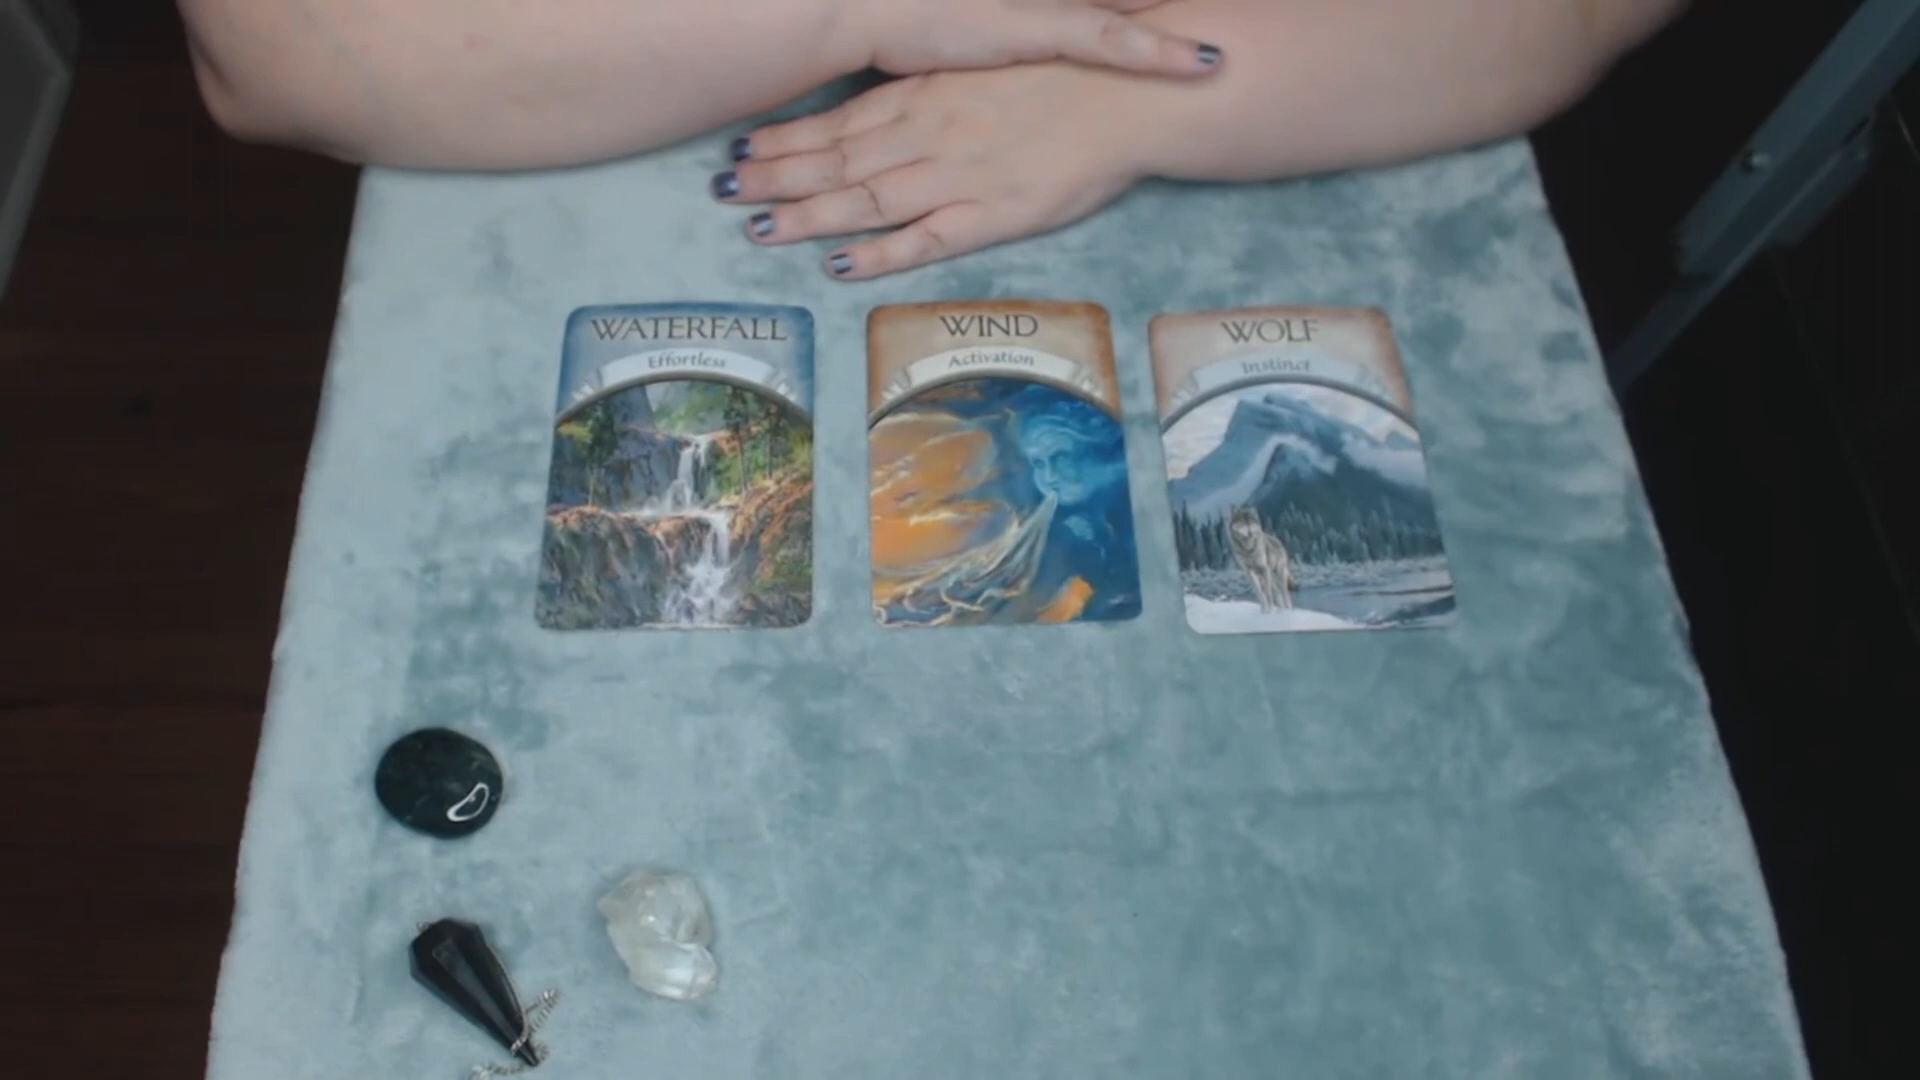 WATERFALL
Effortless
WIND
Activation
WOLF
Instinct